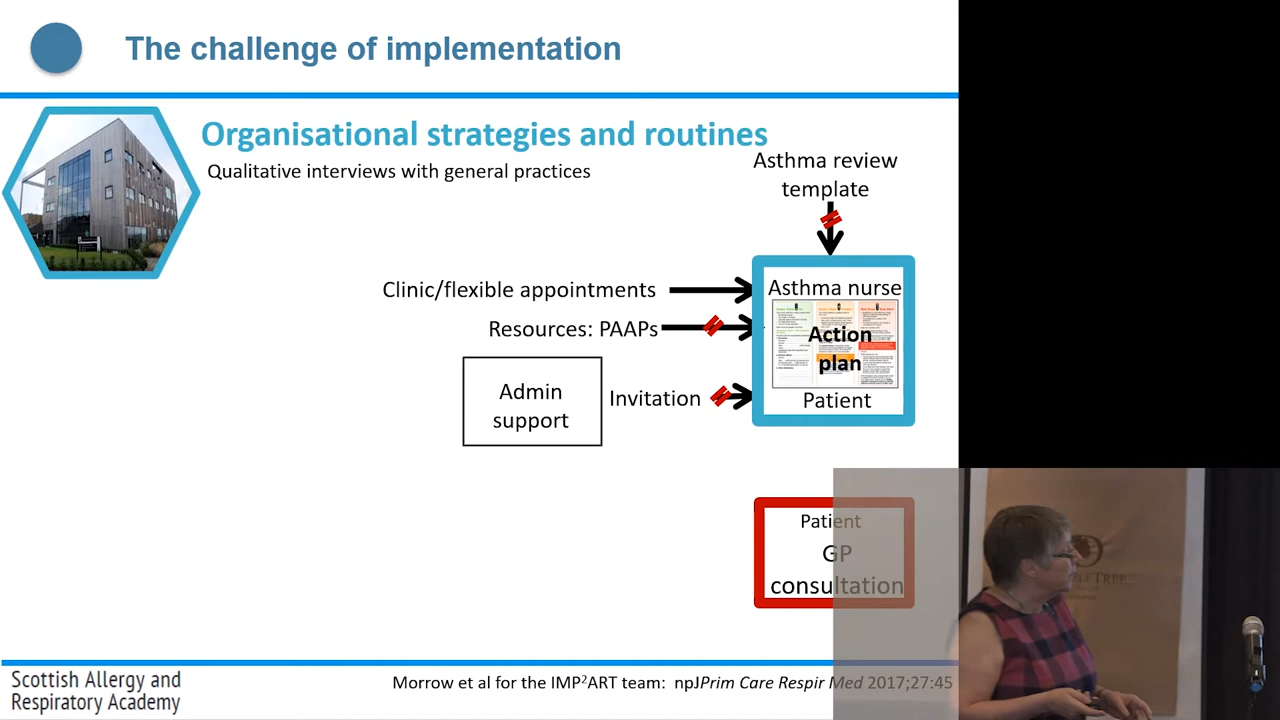 The challenge of implementation
Organisational strategies and routines
Qualitative interviews with general practices
Asthma review
template
Clinic/flexible appointments
Resources: PAAPs
Admin
support
Invitation
Asthma nurse
Action
plan
Patient
Patient
GP
consultation
Scottish Allergy and
Respiratory Academy
Morrow et al for the IMP²ART team: npjPrim Care Respir Med 2017;27:45